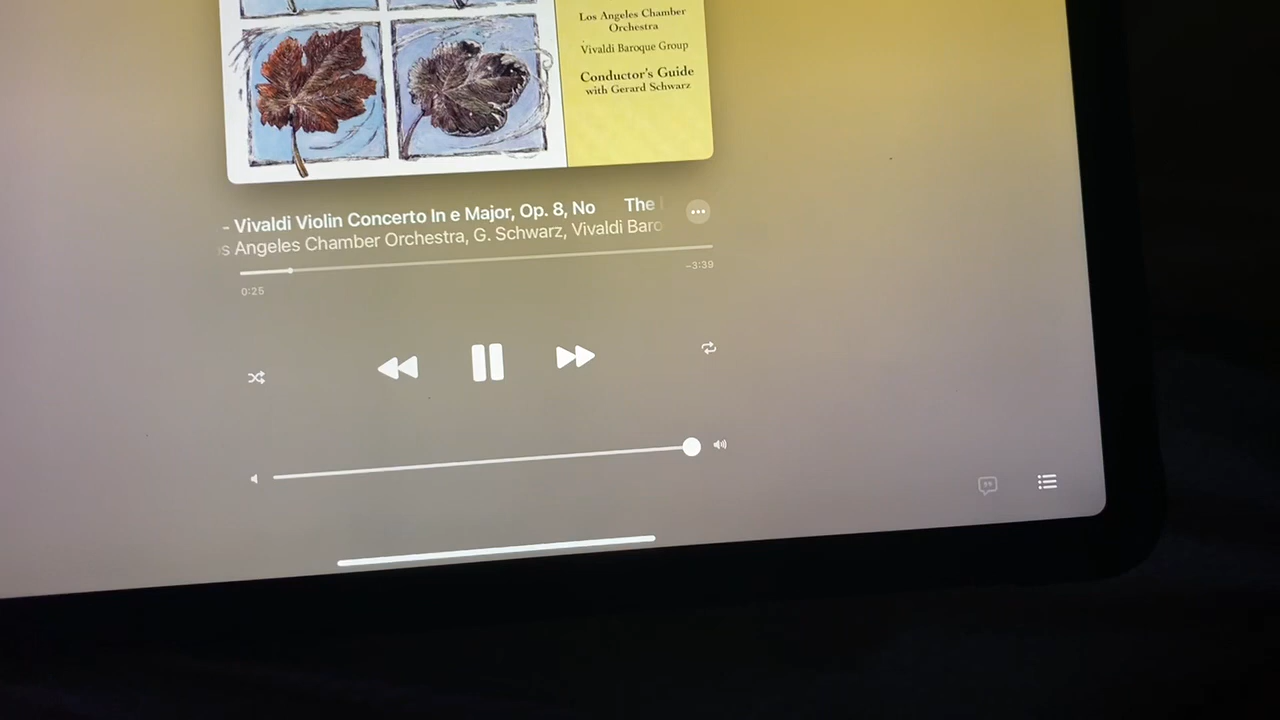 Los Angeles Chamber
Orchestra
Vivaldi Baroque Group
Conductor's Guide
with Gerard Schwarz
- Vivaldi Violin Concerto In e Major, Op. 8, No The
Angeles Chamber Orchestra, G. Schwarz, Vivaldi Baro
0:25
-3:39